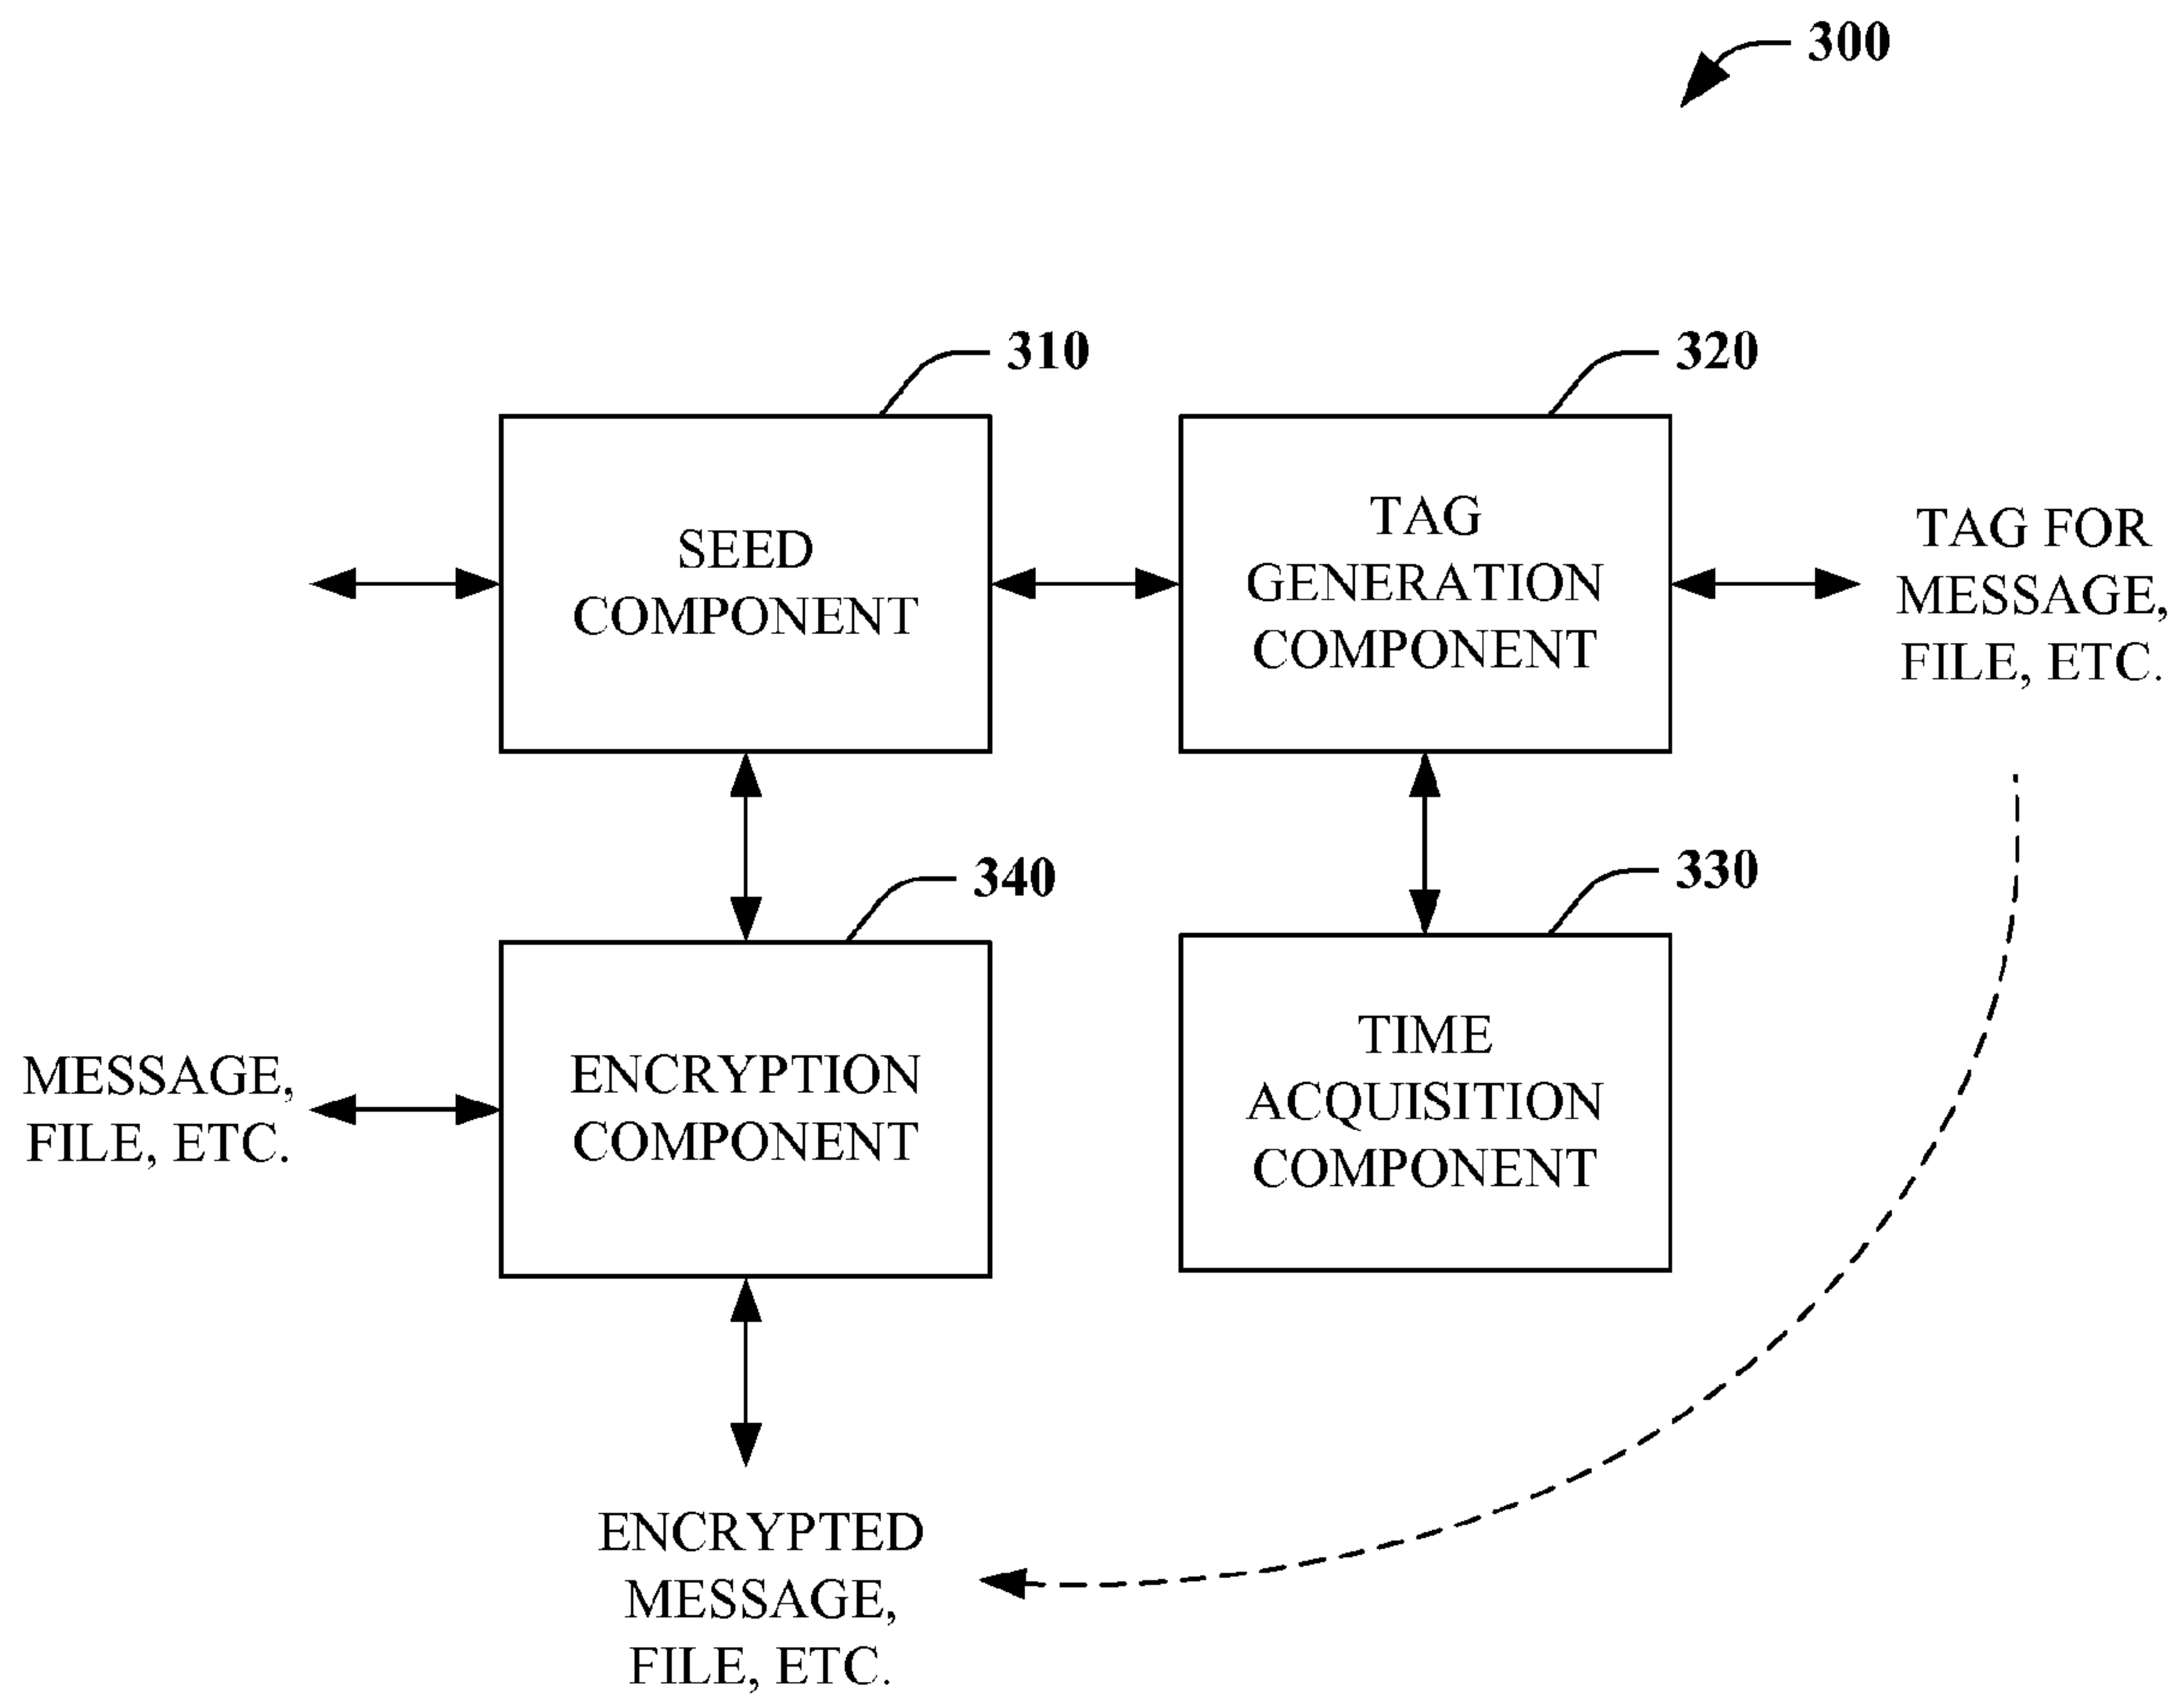 300
310
320
SEED
COMPONENT
TAG
GENERATION
COMPONENT
TAG FOR
MESSAGE,
FILE, ETC.
340
330
MESSAGE,
FILE, ETC.
ENCRYPTION
COMPONENT
TIME
ACQUISITION
COMPONENT
ENCRYPTED
MESSAGE,
FILE, ETC.